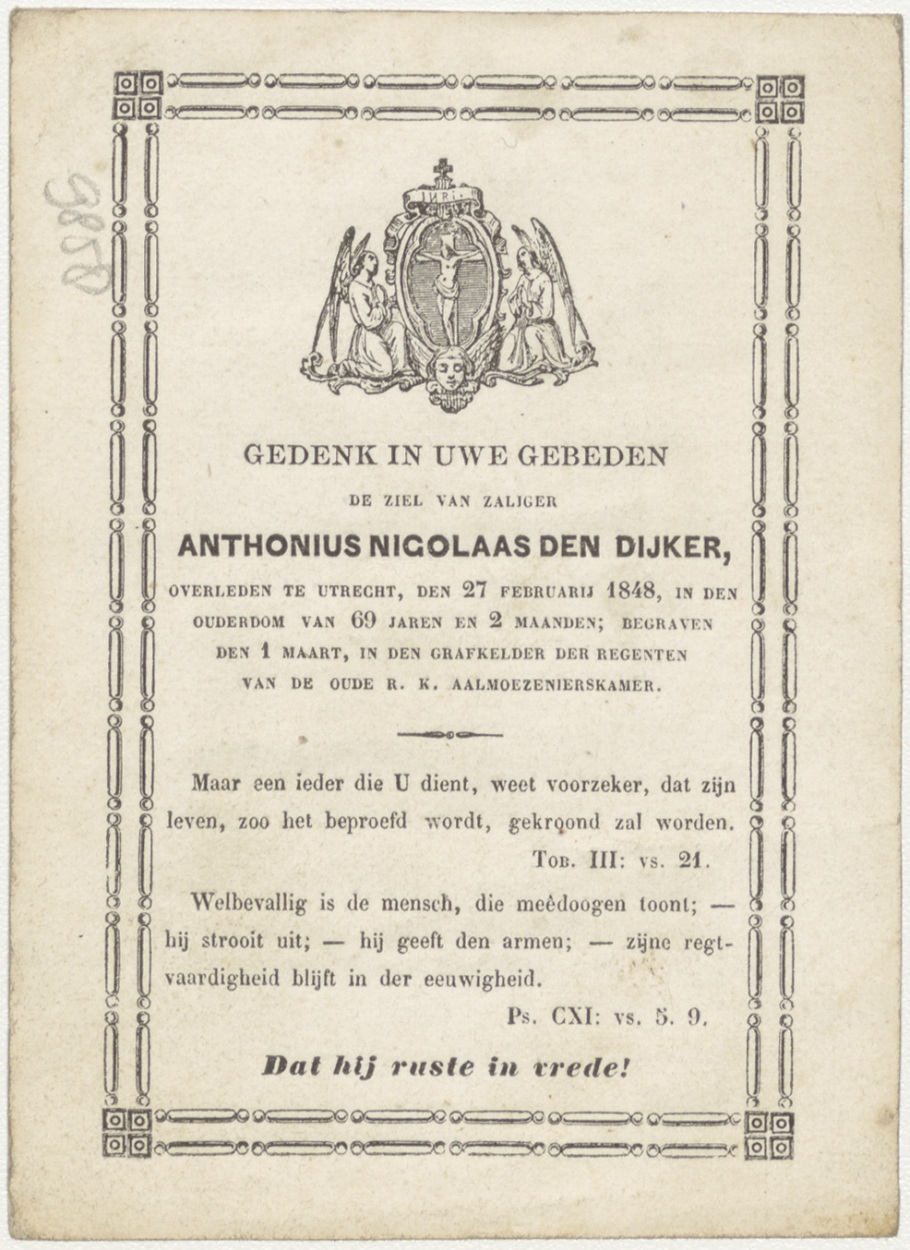 INRI.
GEDENK IN UWE GEBEDEN
DE ZIEL VAN ZALIGER
ANTHONIUS NICOLAAS DEN DIJKER,
OVERLEDEN TE UTRECHT, DEN 27 FEBRUARIJ 1848, IN DEN
OUDERDOM VAN 69 JAREN EN 2 MAANDEN; BEGRAVEN
DEN 1 MAART, IN DEN GRAFKELDER DER REGENTEN
VAN DE OUDE R. K. AALMOEZENIERSKAMER.
Maar een ieder die U dient, weet voorzeker, dat zijn
leven, zoo het beproefd wordt, gekroond zal worden.
TOB. III: vs. 21.
Welbevallig is de mensch, die meêdoogen toont; —
hij strooit uit; — hij geeft den armen; — zijne regt-
vaardigheid blijft in der eeuwigheid.
Ps. CXI: vs. 5. 9.
Dat hij ruste in vrede!